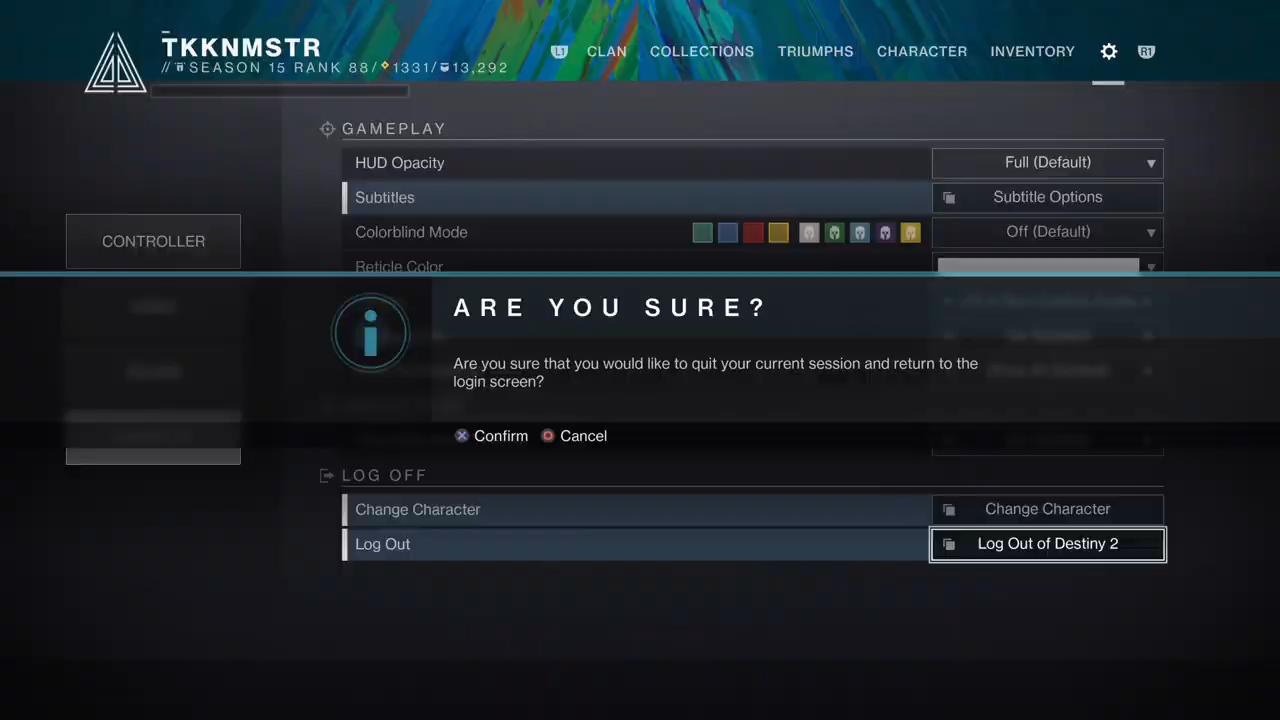 TKKNMSTR
// SEASON 15 RANK 88/ 1331/ 13,292
L1 CLAN COLLECTIONS TRIUMPHS CHARACTER INVENTORY R1
GAMEPLAY
HUD Opacity Full (Default)
Subtitles Subtitle Options
CONTROLLER
Colorblind Mode Off (Default)
Reticle Color
ARE YOU SURE?
Are you sure that you would like to quit your current session and return to the
login screen?
Confirm Cancel
LOG OFF
Change Character Change Character
Log Out Log Out of Destiny 2